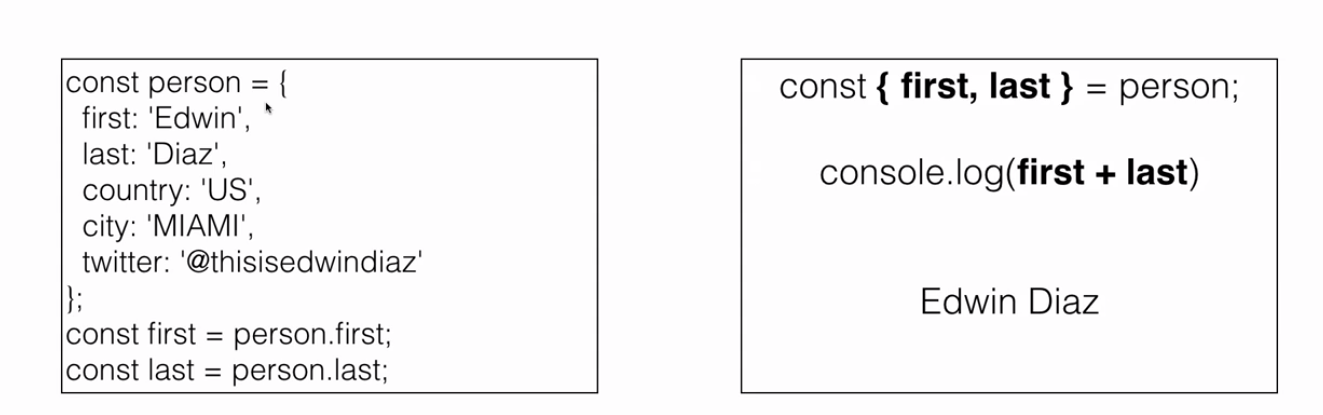 const person = {
first: 'Edwin',
last: 'Diaz',
country: 'US',
city: 'MIAMI',
twitter: '@thisisedwindiaz'
};
const first = person.first;
const last = person.last;
const { first, last } = person;
console.log(first + last)
Edwin Diaz